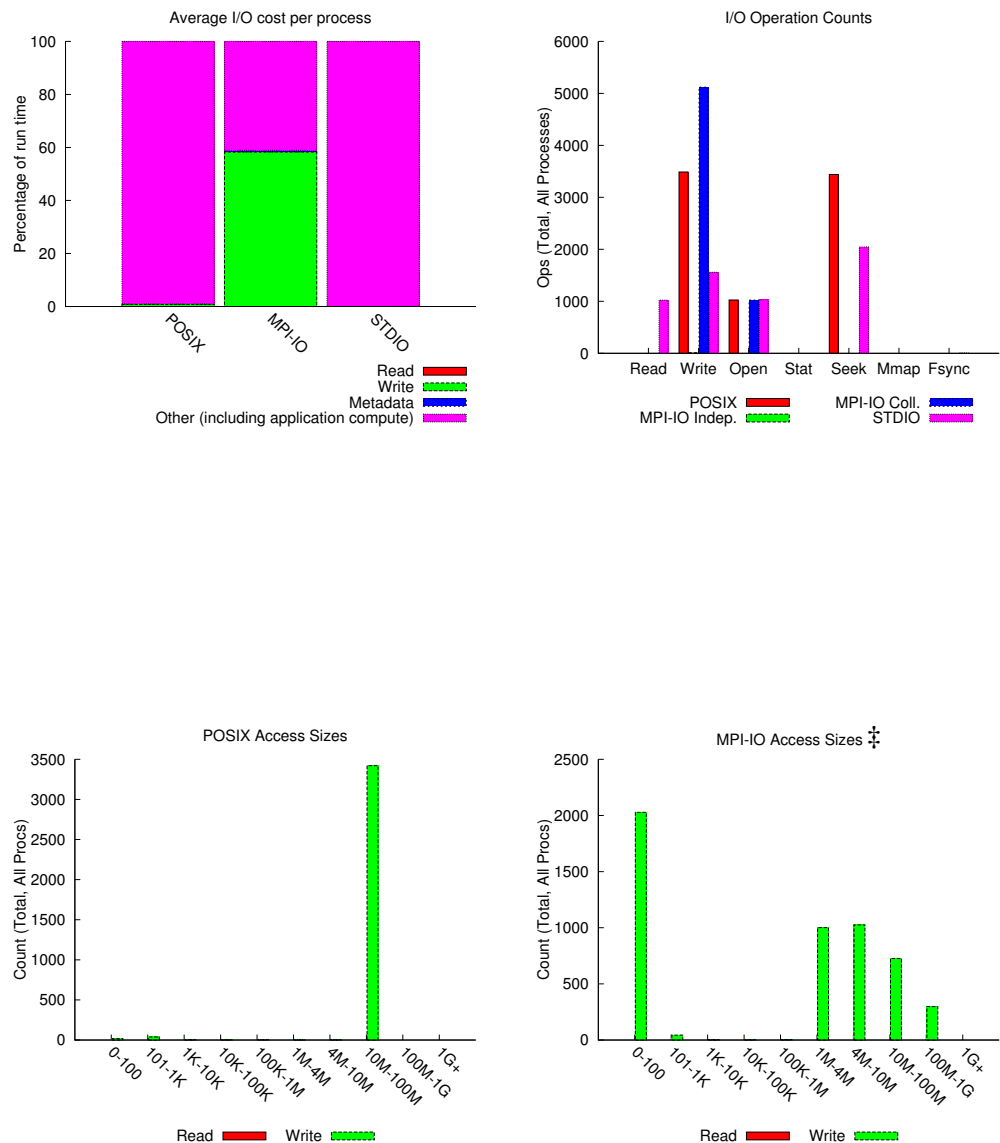 Average I/O cost per process
100
80
60
40
20
0
Percentage of run time
POSIX
MPI-IO
STDIO
Read
Write
Metadata
Other (including application compute)
I/O Operation Counts
6000
5000
4000
3000
2000
1000
0
Ops (Total, All Processes)
Read Write Open Stat Seek Mmap Fsync
POSIX
MPI-IO Indep.
MPI-IO Coll.
STDIO
POSIX Access Sizes
3500
3000
2500
2000
1500
1000
500
0
Count (Total, All Procs)
0-100
101-1K
1K-10K
10K-100K
100K-1M
1M-4M
4M-10M
10M-100M
100M-1G
1G+
Read Write
MPI-IO Access Sizes ‡
2500
2000
1500
1000
500
0
Count (Total, All Procs)
0-100
101-1K
1K-10K
10K-100K
100K-1M
1M-4M
4M-10M
10M-100M
100M-1G
1G+
Read Write